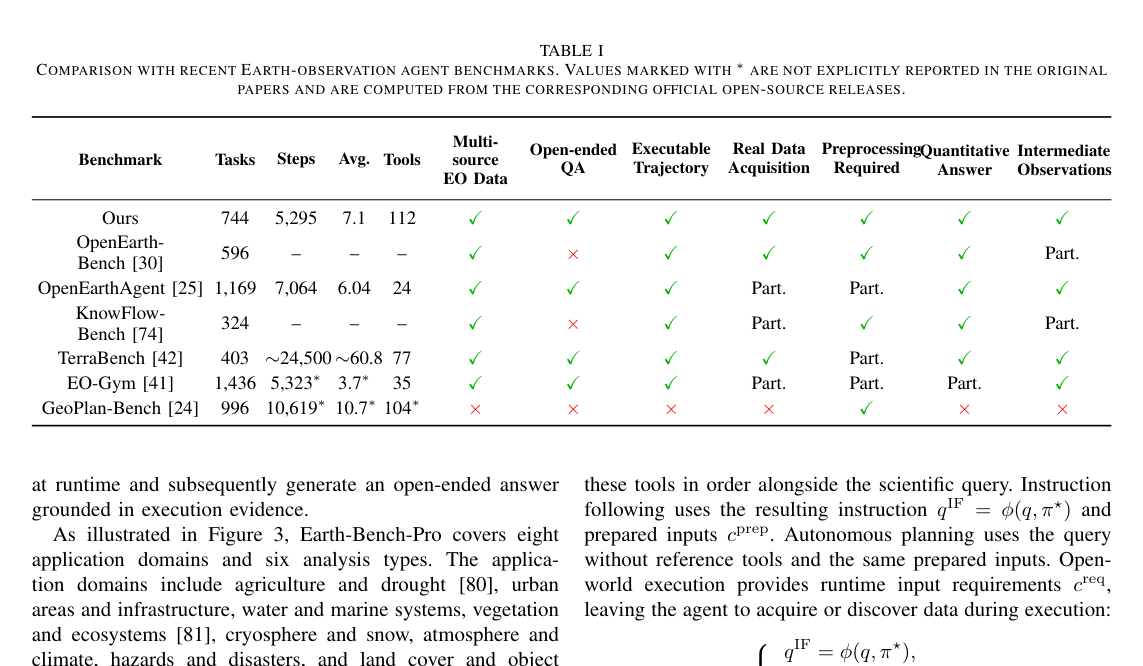 TABLE I
COMPARISON WITH RECENT EARTH-OBSERVATION AGENT BENCHMARKS. VALUES MARKED WITH * ARE NOT EXPLICITLY REPORTED IN THE ORIGINAL
PAPERS AND ARE COMPUTED FROM THE CORRESPONDING OFFICIAL OPEN-SOURCE RELEASES.
Benchmark Tasks Steps Avg. Tools Multi-source EO Data Open-ended QA Executable Trajectory Real Data Acquisition Preprocessing Required Quantitative Answer Intermediate Observations
Ours 744 5,295 7.1 112 ✓ ✓ ✓ ✓ ✓ ✓ ✓
OpenEarth-
Bench [30] 596 – – – ✓ × ✓ ✓ ✓ ✓ Part.
OpenEarthAgent [25] 1,169 7,064 6.04 24 ✓ ✓ ✓ Part. Part. ✓ ✓
KnowFlow-
Bench [74] 324 – – – ✓ × ✓ Part. ✓ ✓ Part.
TerraBench [42] 403 ∼24,500 ∼60.8 77 ✓ ✓ ✓ ✓ Part. ✓ ✓
EO-Gym [41] 1,436 5,323* 3.7* 35 ✓ ✓ ✓ Part. Part. Part. ✓
GeoPlan-Bench [24] 996 10,619* 10.7* 104* × × × × ✓ × ×
at runtime and subsequently generate an open-ended answer
grounded in execution evidence.
As illustrated in Figure 3, Earth-Bench-Pro covers eight
application domains and six analysis types. The applica-
tion domains include agriculture and drought [80], urban
areas and infrastructure, water and marine systems, vegetation
and ecosystems [81], cryosphere and snow, atmosphere and
climate, hazards and disasters, and land cover and object
these tools in order alongside the scientific query. Instruction
following uses the resulting instruction q^IF = ϕ(q, π⋆) and
prepared inputs c^prep. Autonomous planning uses the query
without reference tools and the same prepared inputs. Open-
world execution provides runtime input requirements c^req,
leaving the agent to acquire or discover data during execution:
q^IF = ϕ(q, π⋆),